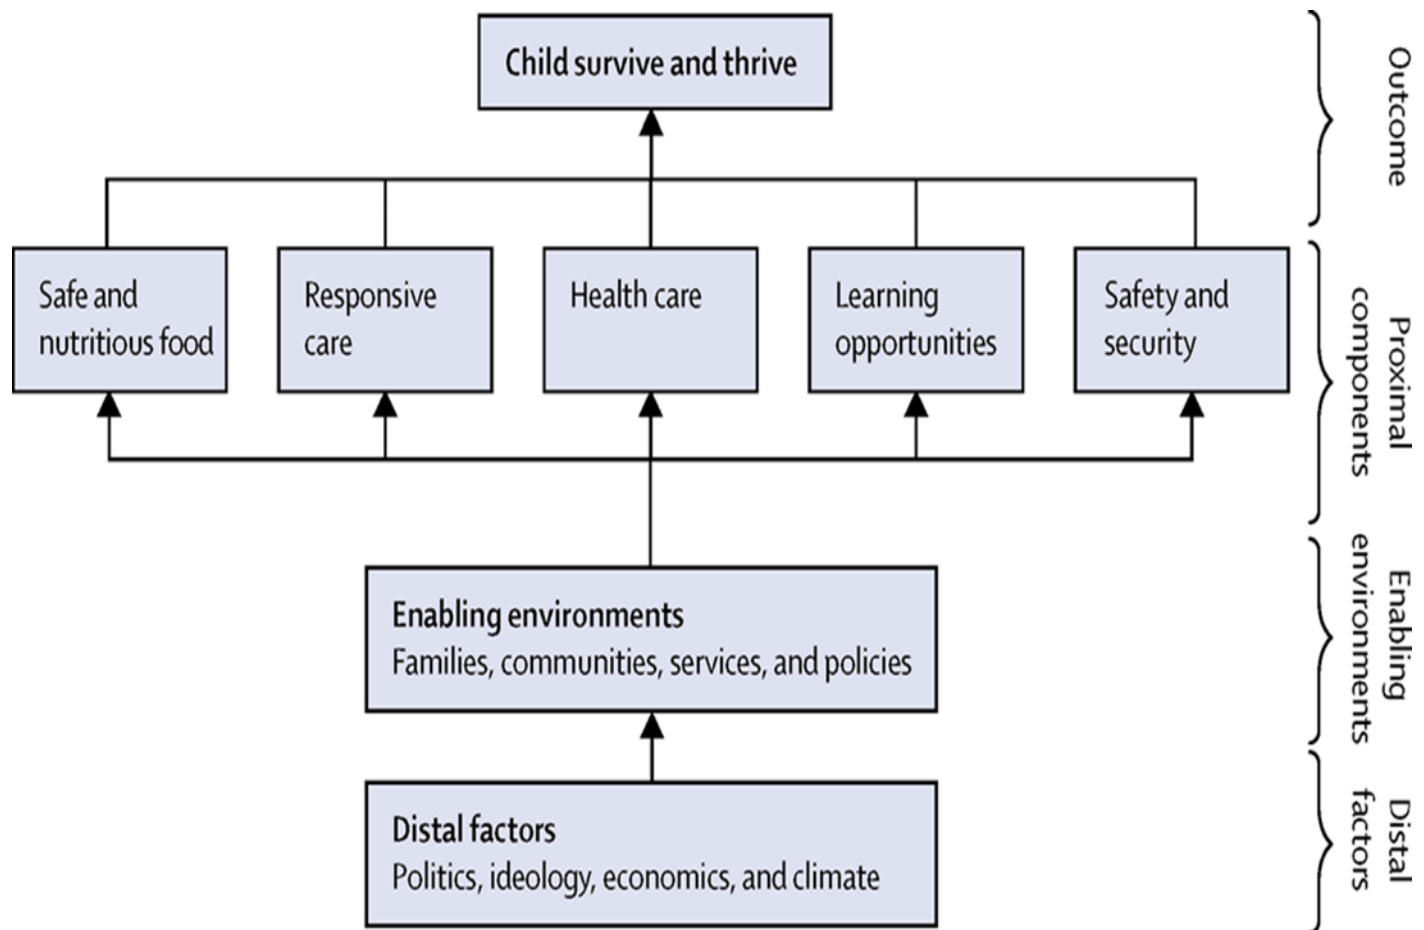 Child survive and thrive
Outcome
Safe and
nutritious food
Responsive
care
Health care
Learning
opportunities
Safety and
security
Proximal
components
Enabling environments
Families, communities, services, and policies
Enabling
environments
Distal factors
Politics, ideology, economics, and climate
Distal
factors